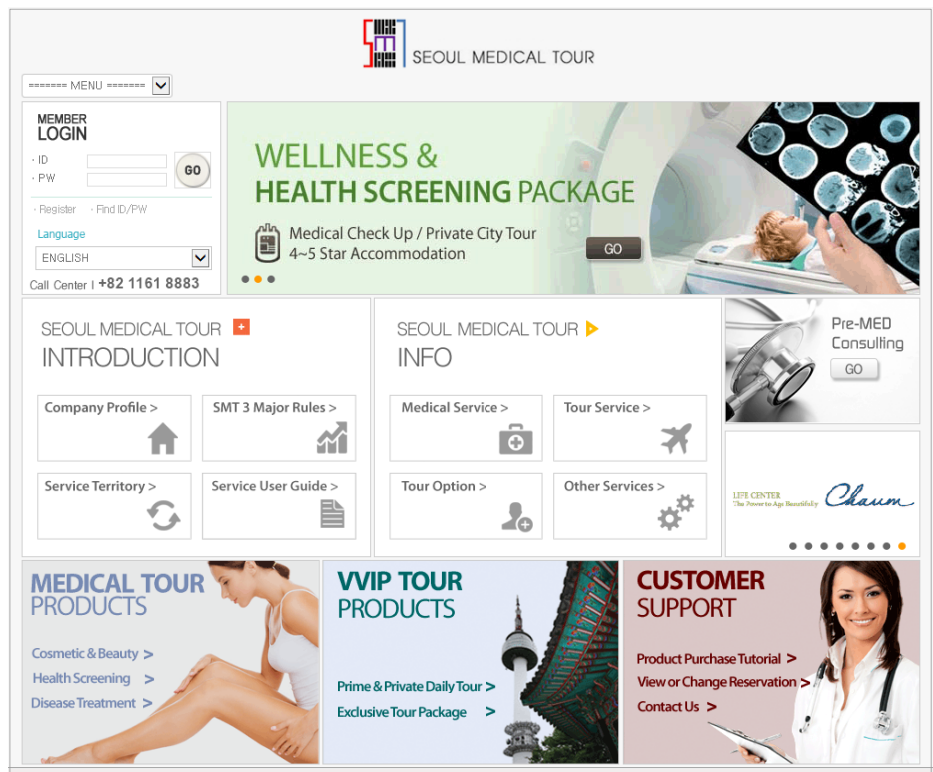 SEOUL MEDICAL TOUR
======= MENU =======
MEMBER
LOGIN
· ID
· PW
GO
· Register · Find ID/PW
Language
ENGLISH
Call Center | +82 1161 8883
WELLNESS &
HEALTH SCREENING PACKAGE
Medical Check Up / Private City Tour
4~5 Star Accommodation
GO
SEOUL MEDICAL TOUR
INTRODUCTION
Company Profile >
SMT 3 Major Rules >
Service Territory >
Service User Guide >
SEOUL MEDICAL TOUR
INFO
Medical Service >
Tour Service >
Tour Option >
Other Services >
Pre-MED
Consulting
GO
LIFE CENTER
The Power to Age Beautifully
Chaum
MEDICAL TOUR
PRODUCTS
Cosmetic & Beauty >
Health Screening >
Disease Treatment >
VVIP TOUR
PRODUCTS
Prime & Private Daily Tour >
Exclusive Tour Package >
CUSTOMER
SUPPORT
Product Purchase Tutorial >
View or Change Reservation >
Contact Us >